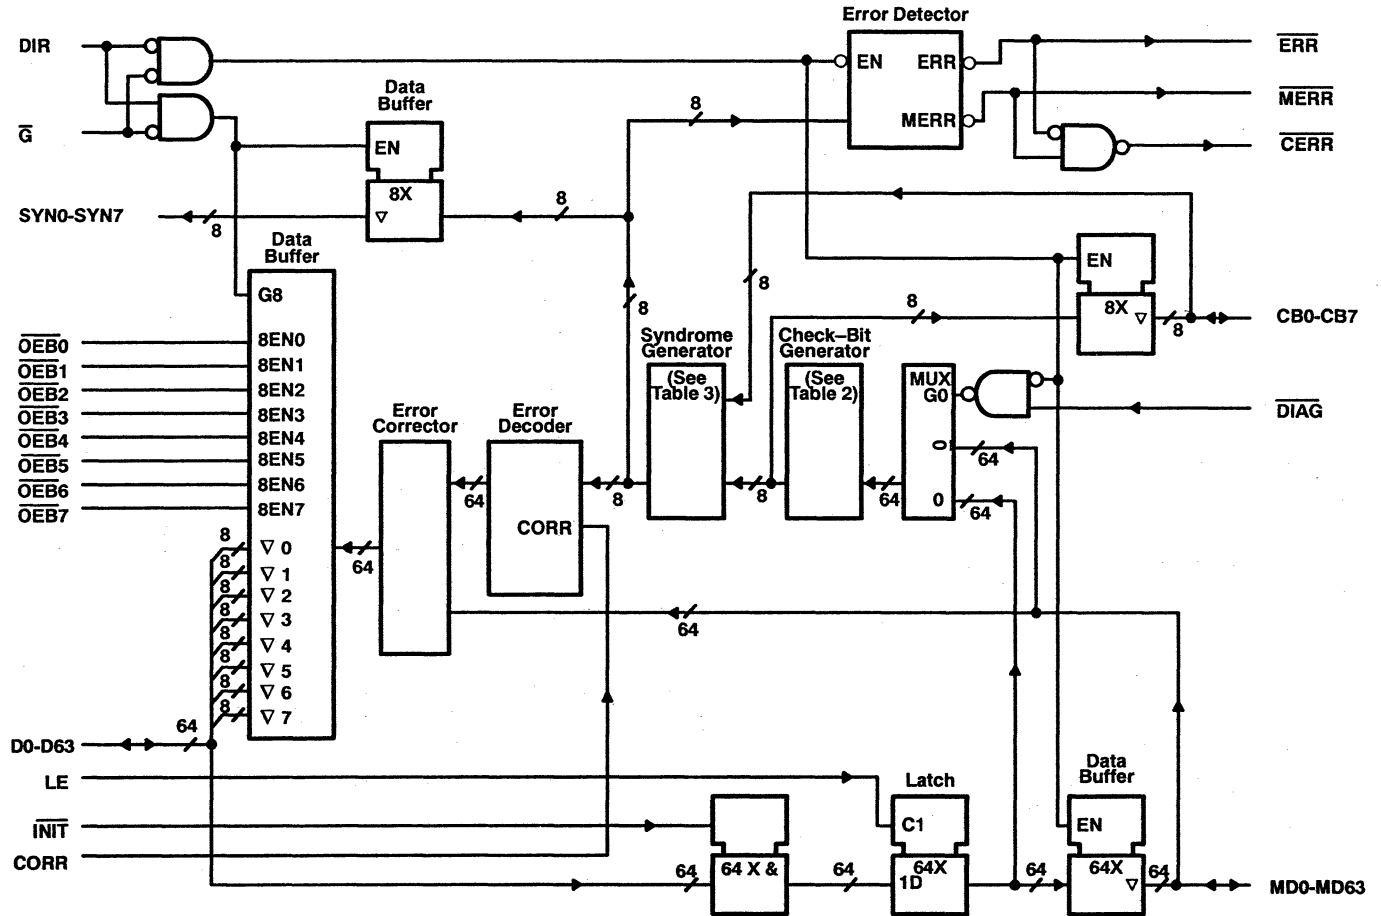 Error Detector
DIR
G
EN ERR
MERR
ERR
MERR
CERR
Data
Buffer
EN
8X
▽
8
8
8
SYN0-SYN7
8
Data
Buffer
G8
OEB0
OEB1
OEB2
OEB3
OEB4
OEB5
OEB6
OEB7
8EN0
8EN1
8EN2
8EN3
8EN4
8EN5
8EN6
8EN7
8 ▽ 0
8 ▽ 1
8 ▽ 2
8 ▽ 3
8 ▽ 4
8 ▽ 5
8 ▽ 6
8 ▽ 7
64
Error
Corrector
64
Error
Decoder
CORR
8
Syndrome
Generator
(See
Table 3)
8
8
Check–Bit
Generator
(See
Table 2)
8
64
MUX
G0
0
0
64
64
EN
8X
▽
8
CB0-CB7
DIAG
64
D0-D63
64
LE
INIT
CORR
64
64 X &
64
Latch
C1
64X
1D
64
Data
Buffer
EN
64X
▽
64
MD0-MD63